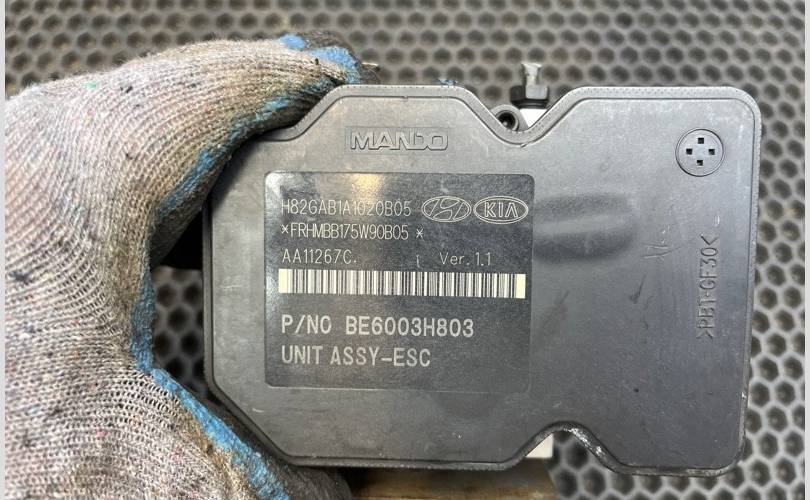 MANDO
H82GAB1A1020B05
*FRHMBB175W90B05 *
KIA
AA11267C. Ver.1.1
P/NO BE6003H803
UNIT ASSY-ESC
>PBT-GF30<